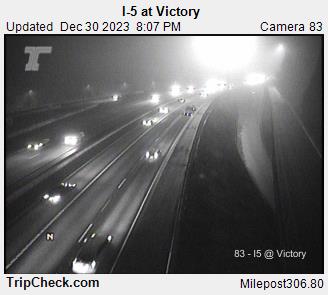 I-5 at Victory
Updated Dec 30 2023 8:07 PM Camera 83
T
N
83 - I5 @ Victory
TripCheck.com Milepost306.80